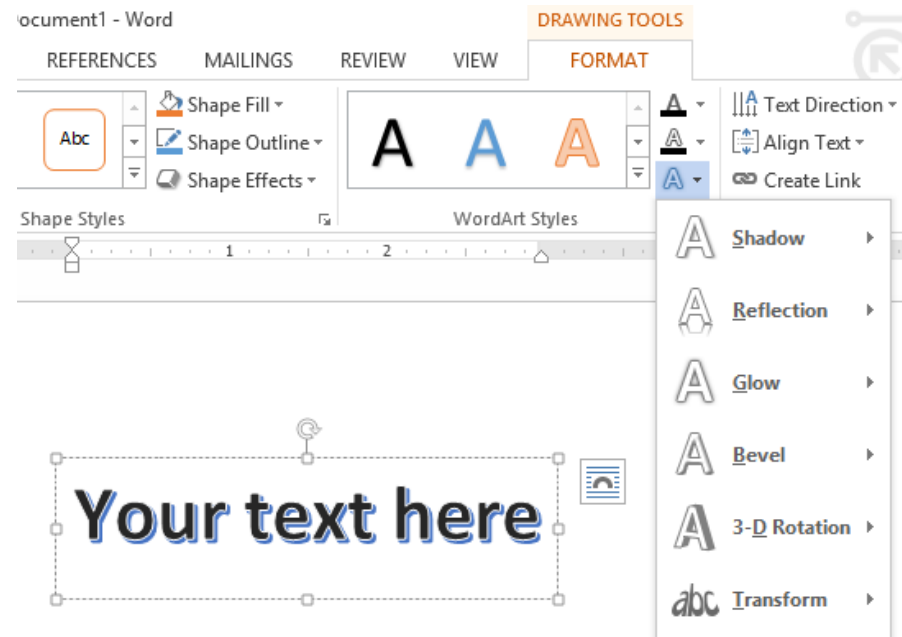 ocument1 - Word
DRAWING TOOLS
REFERENCES MAILINGS REVIEW VIEW FORMAT
Abc
Shape Fill
Shape Outline
Shape Effects
A A A
A
A
A
Text Direction
Align Text
Create Link
Shape Styles
WordArt Styles
1 2
Your text here
A Shadow
A Reflection
A Glow
A Bevel
A 3-D Rotation
abc Transform